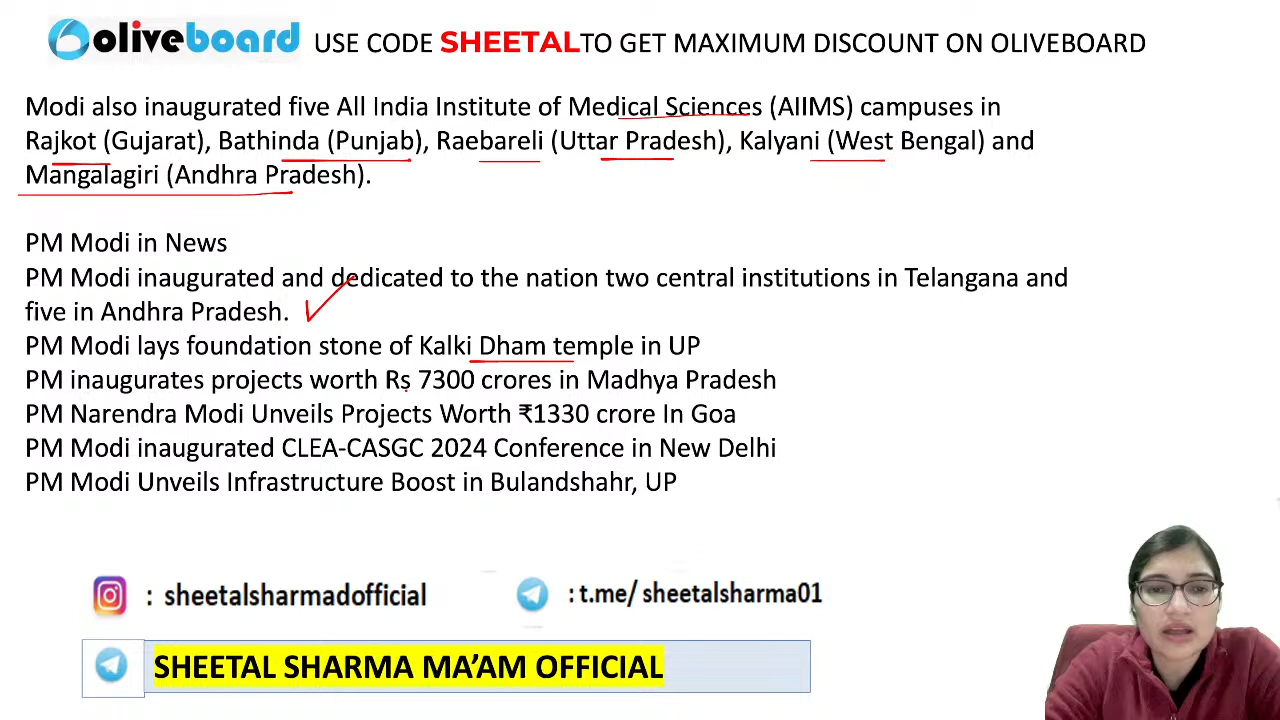 oliveboard USE CODE SHEETAL TO GET MAXIMUM DISCOUNT ON OLIVEBOARD
Modi also inaugurated five All India Institute of Medical Sciences (AIIMS) campuses in
Rajkot (Gujarat), Bathinda (Punjab), Raebareli (Uttar Pradesh), Kalyani (West Bengal) and
Mangalagiri (Andhra Pradesh).
PM Modi in News
PM Modi inaugurated and dedicated to the nation two central institutions in Telangana and
five in Andhra Pradesh.
PM Modi lays foundation stone of Kalki Dham temple in UP
PM inaugurates projects worth Rs 7300 crores in Madhya Pradesh
PM Narendra Modi Unveils Projects Worth ₹1330 crore In Goa
PM Modi inaugurated CLEA-CASGC 2024 Conference in New Delhi
PM Modi Unveils Infrastructure Boost in Bulandshahr, UP
: sheetalsharmadofficial
: t.me/ sheetalsharma01
SHEETAL SHARMA MA’AM OFFICIAL